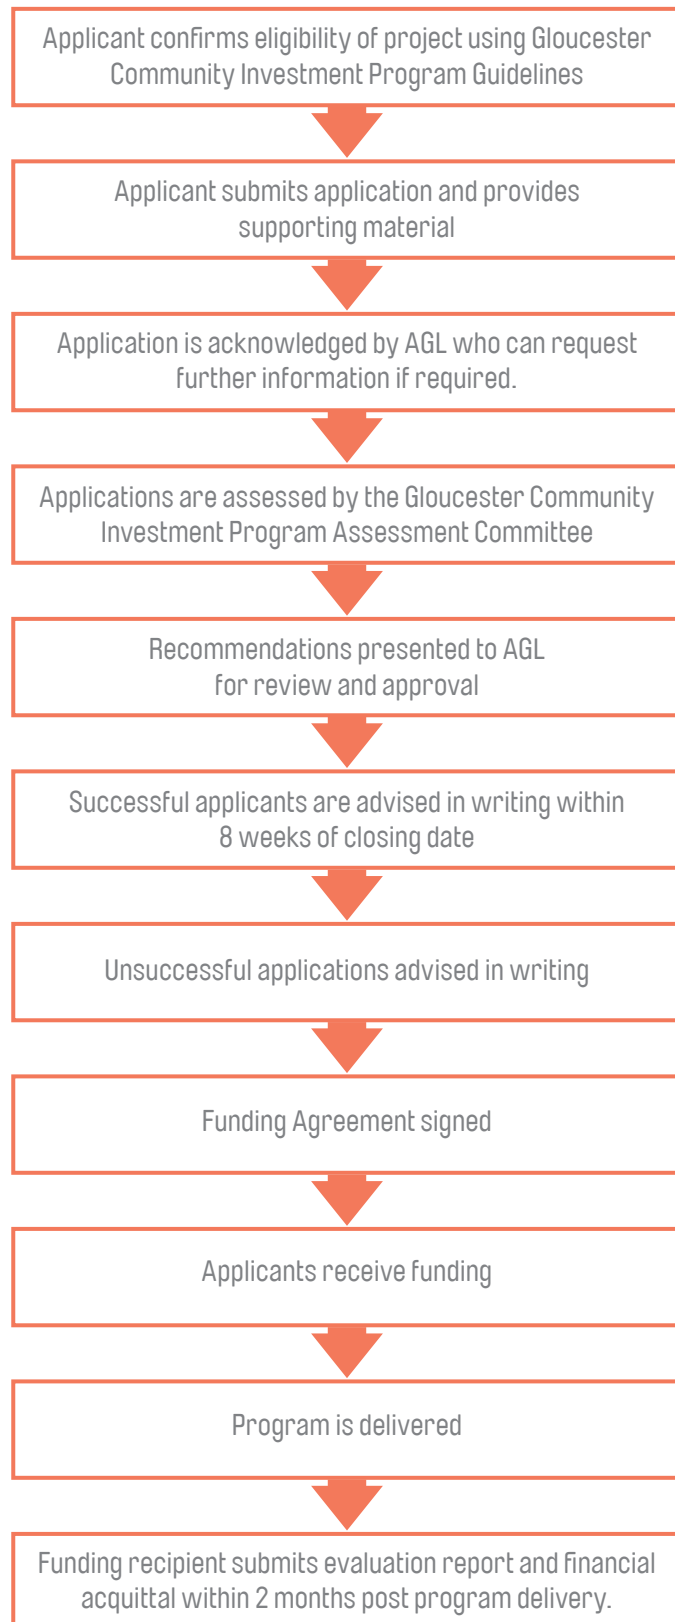 Applicant confirms eligibility of project using Gloucester
Community Investment Program Guidelines
Applicant submits application and provides
supporting material
Application is acknowledged by AGL who can request
further information if required.
Applications are assessed by the Gloucester Community
Investment Program Assessment Committee
Recommendations presented to AGL
for review and approval
Successful applicants are advised in writing within
8 weeks of closing date
Unsuccessful applications advised in writing
Funding Agreement signed
Applicants receive funding
Program is delivered
Funding recipient submits evaluation report and financial
acquittal within 2 months post program delivery.